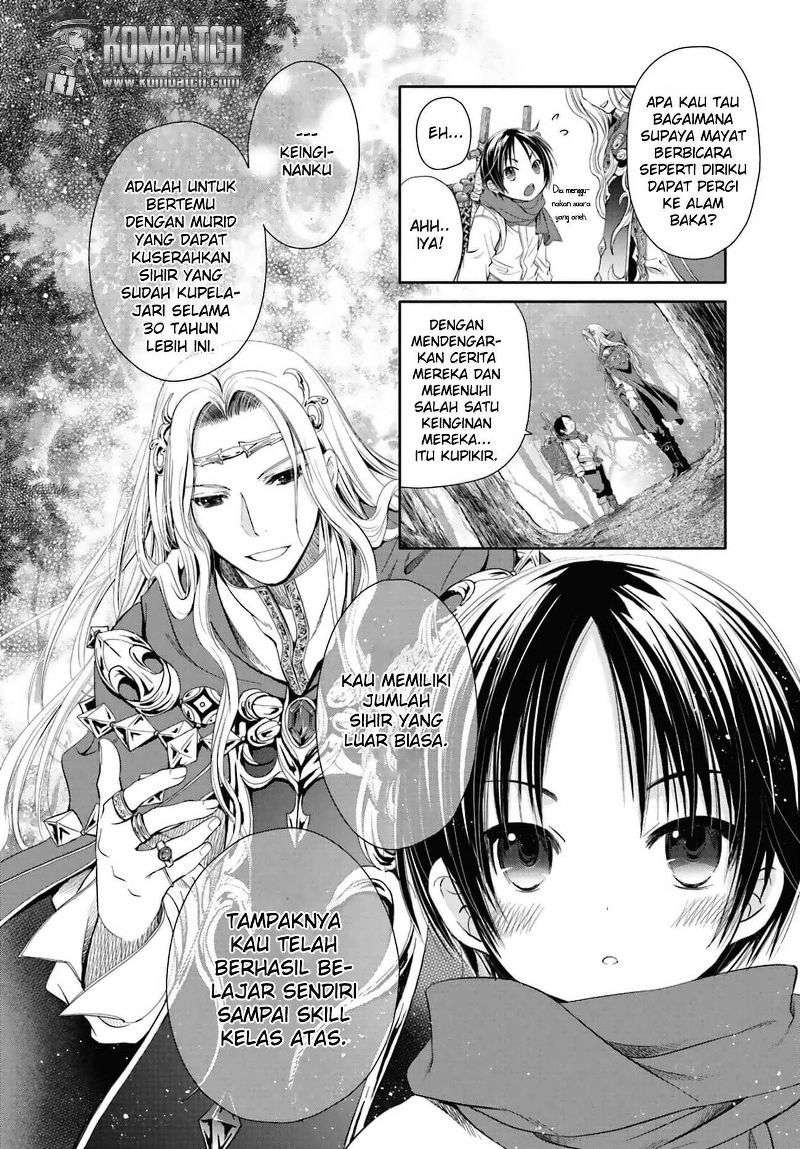 KOMBATCH
www.kombatch.com
APA KAU TAU
BAGAIMANA
SUPAYA MAYAT
BERBICARA
SEPERTI DIRIKU
DAPAT PERGI
KE ALAM
BAKA?
EH...
Dia menggu-
nakan suara
yang aneh.
AHH..
IYA!
DENGAN
MENDENGAR-
KAN CERITA
MEREKA DAN
MEMENUHI
SALAH SATU
KEINGINAN
MEREKA...
ITU KUPIKIR.
---
KEINGI-
NANKU
ADALAH UNTUK
BERTEMU
DENGAN MURID
YANG DAPAT
KUSERAHKAN
SIHIR YANG
SUDAH KUPELA-
JARI SELAMA
30 TAHUN
LEBIH INI.
KAU MEMILIKI
JUMLAH
SIHIR YANG
LUAR BIASA.
TAMPAKNYA
KAU TELAH
BERHASIL BE-
LAJAR SENDIRI
SAMPAI SKILL
KELAS ATAS.